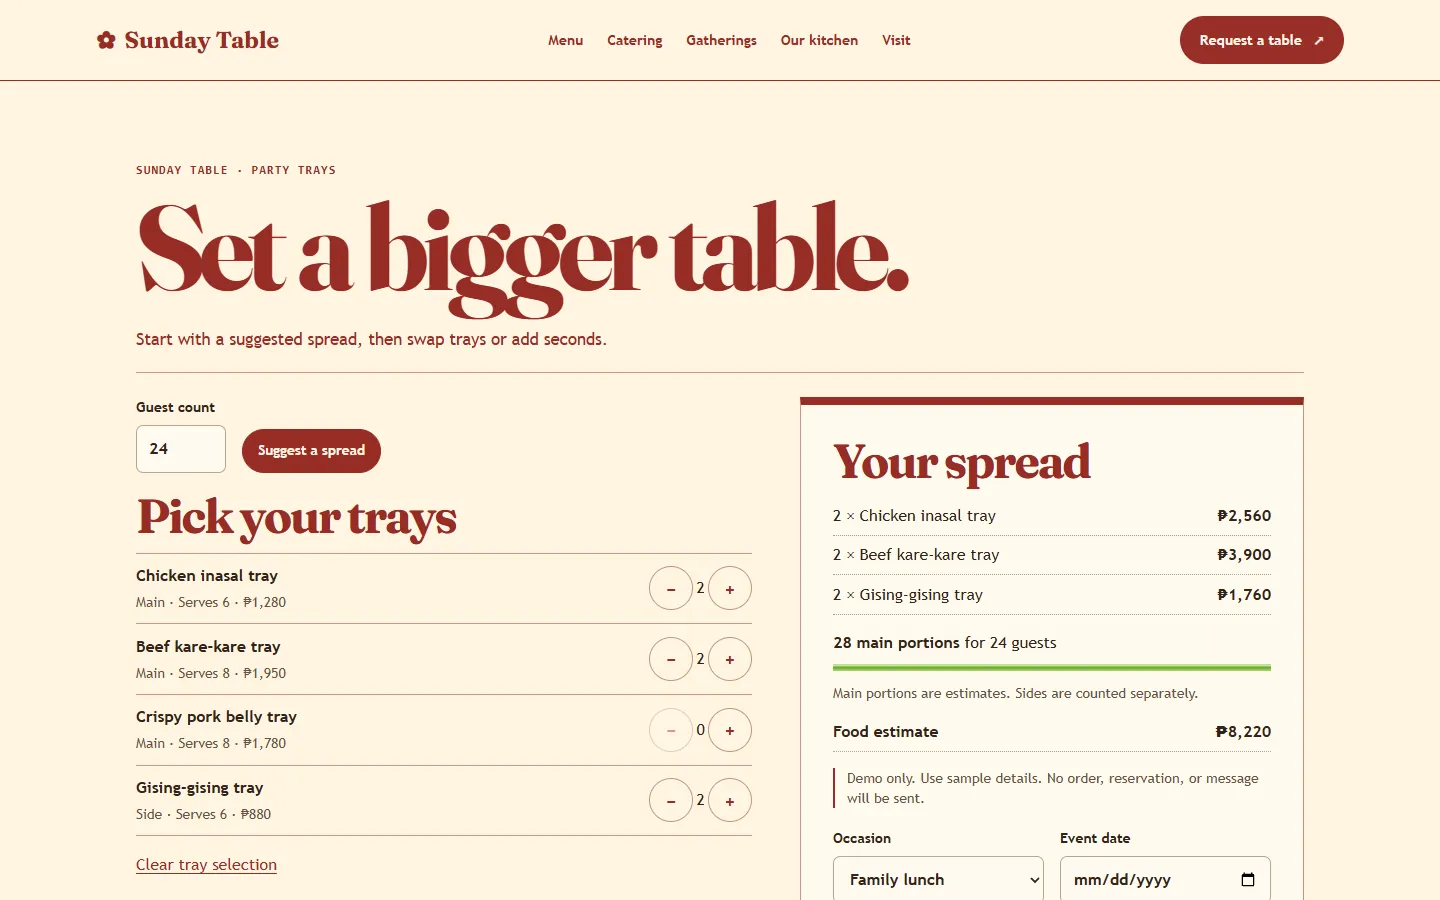 ✿ Sunday Table
Menu
Catering
Gatherings
Our kitchen
Visit
Request a table ↗
SUNDAY TABLE · PARTY TRAYS
Set a bigger table.
Start with a suggested spread, then swap trays or add seconds.
Guest count
24
Suggest a spread
Pick your trays
Chicken inasal tray
Main · Serves 6 · ₱1,280
− 2 +
Beef kare-kare tray
Main · Serves 8 · ₱1,950
− 2 +
Crispy pork belly tray
Main · Serves 8 · ₱1,780
− 0 +
Gising-gising tray
Side · Serves 6 · ₱880
− 2 +
Clear tray selection
Your spread
2 × Chicken inasal tray ₱2,560
2 × Beef kare-kare tray ₱3,900
2 × Gising-gising tray ₱1,760
28 main portions for 24 guests
Main portions are estimates. Sides are counted separately.
Food estimate ₱8,220
Demo only. Use sample details. No order, reservation, or message
will be sent.
Occasion
Family lunch
Event date
mm/dd/yyyy